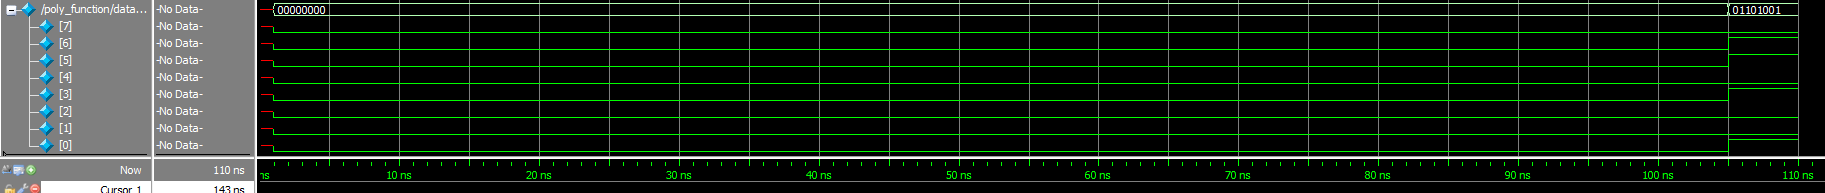 /poly_function/data... -No Data- 00000000 01101001
[7] -No Data-
[6] -No Data-
[5] -No Data-
[4] -No Data-
[3] -No Data-
[2] -No Data-
[1] -No Data-
[0] -No Data-
Now 110 ns ns 10 ns 20 ns 30 ns 40 ns 50 ns 60 ns 70 ns 80 ns 90 ns 100 ns 110 ns
Cursor 1 143 ns